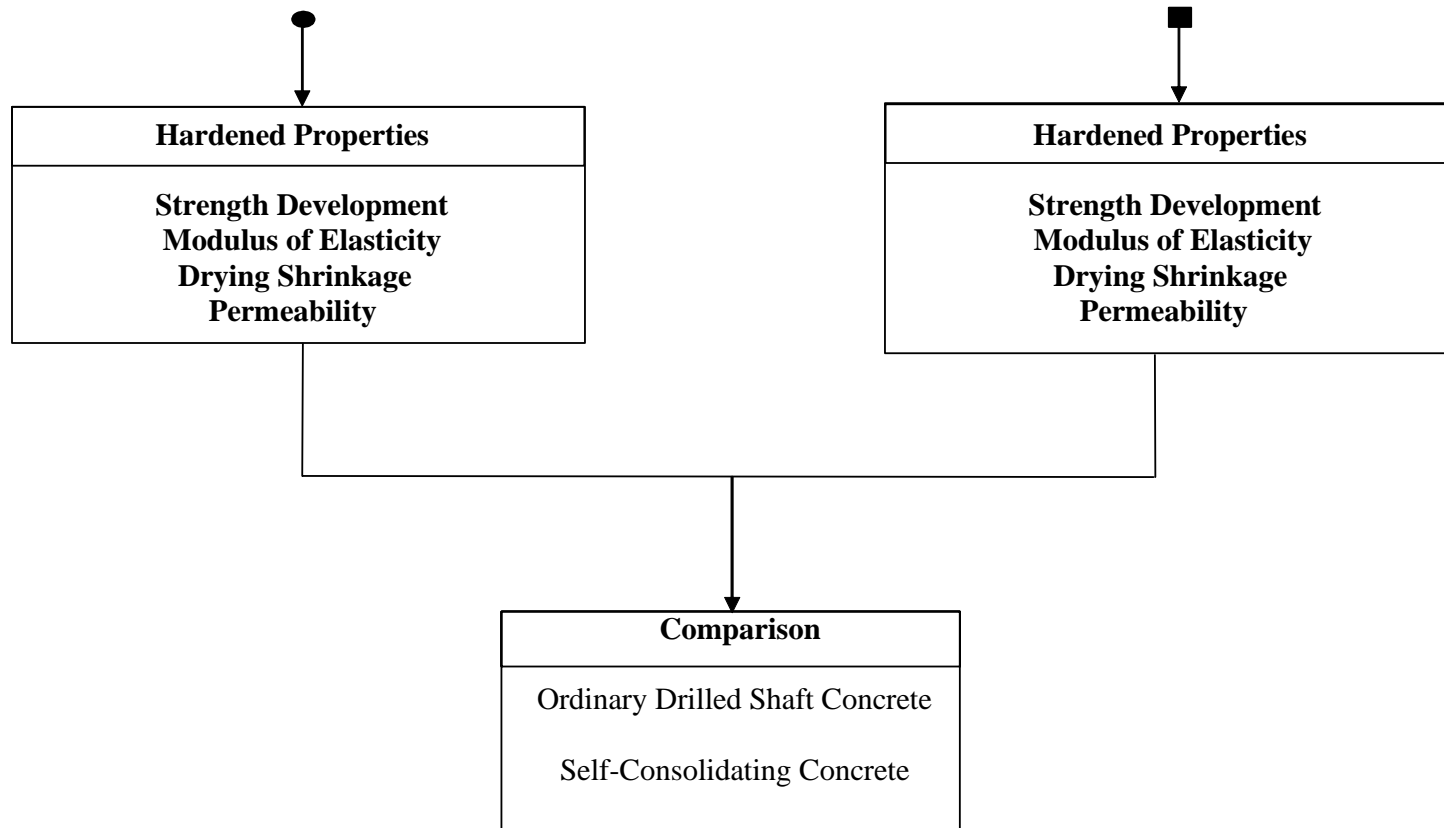 Hardened Properties
Strength Development
Modulus of Elasticity
Drying Shrinkage
Permeability
Hardened Properties
Strength Development
Modulus of Elasticity
Drying Shrinkage
Permeability
Comparison
Ordinary Drilled Shaft Concrete
Self-Consolidating Concrete